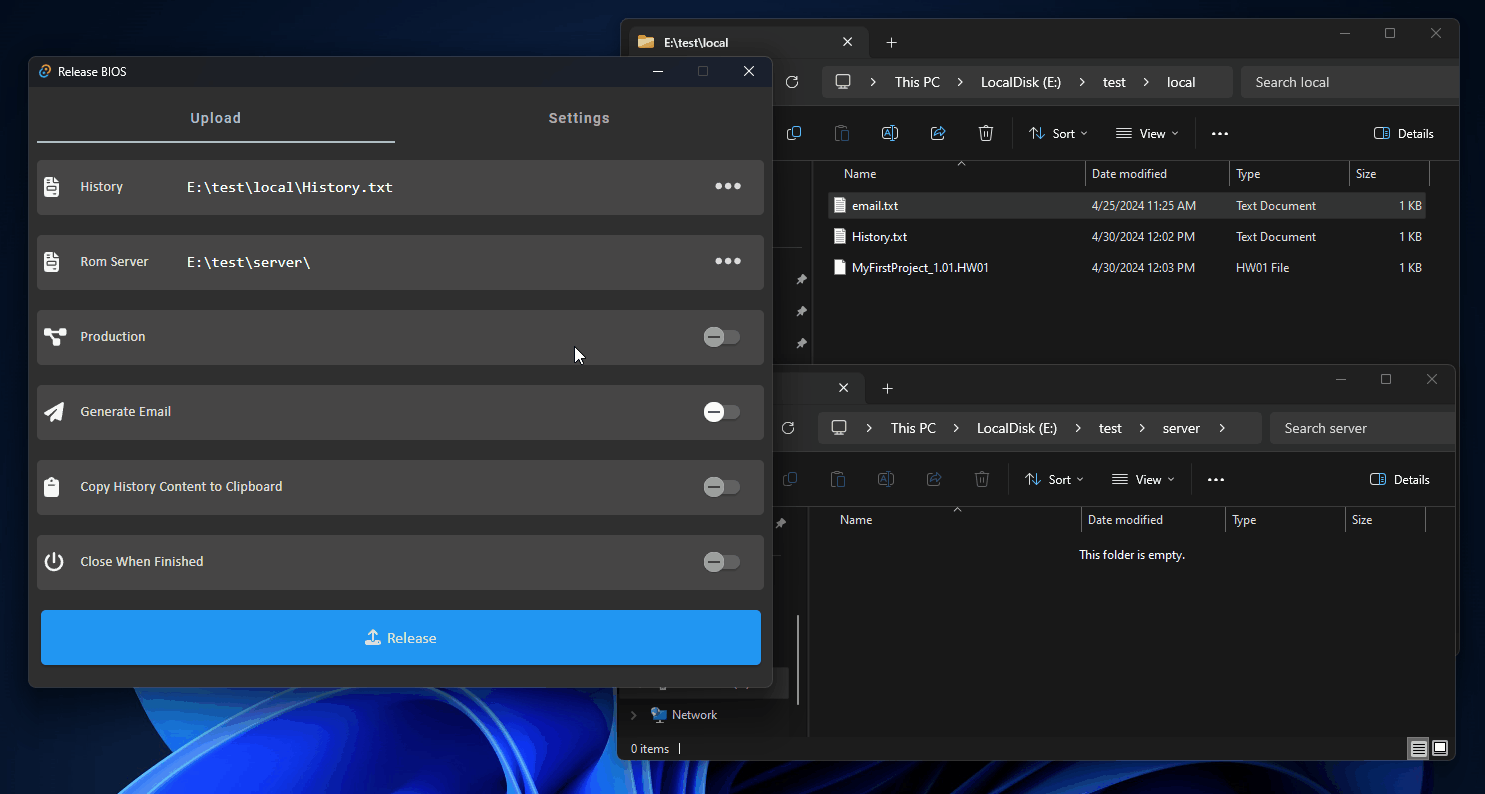 Release BIOS
Upload
Settings
History
E:\test\local\History.txt
Rom Server
E:\test\server\
Production
Generate Email
Copy History Content to Clipboard
Close When Finished
Release
E:\test\local
This PC
LocalDisk (E:)
test
local
Search local
Sort
View
Details
Name
Date modified
Type
Size
email.txt
4/25/2024 11:25 AM
Text Document
1 KB
History.txt
4/30/2024 12:02 PM
Text Document
1 KB
MyFirstProject_1.01.HW01
4/30/2024 12:03 PM
HW01 File
1 KB
This PC
LocalDisk (E:)
test
server
Search server
Sort
View
Details
Name
Date modified
Type
Size
This folder is empty.
Network
0 items